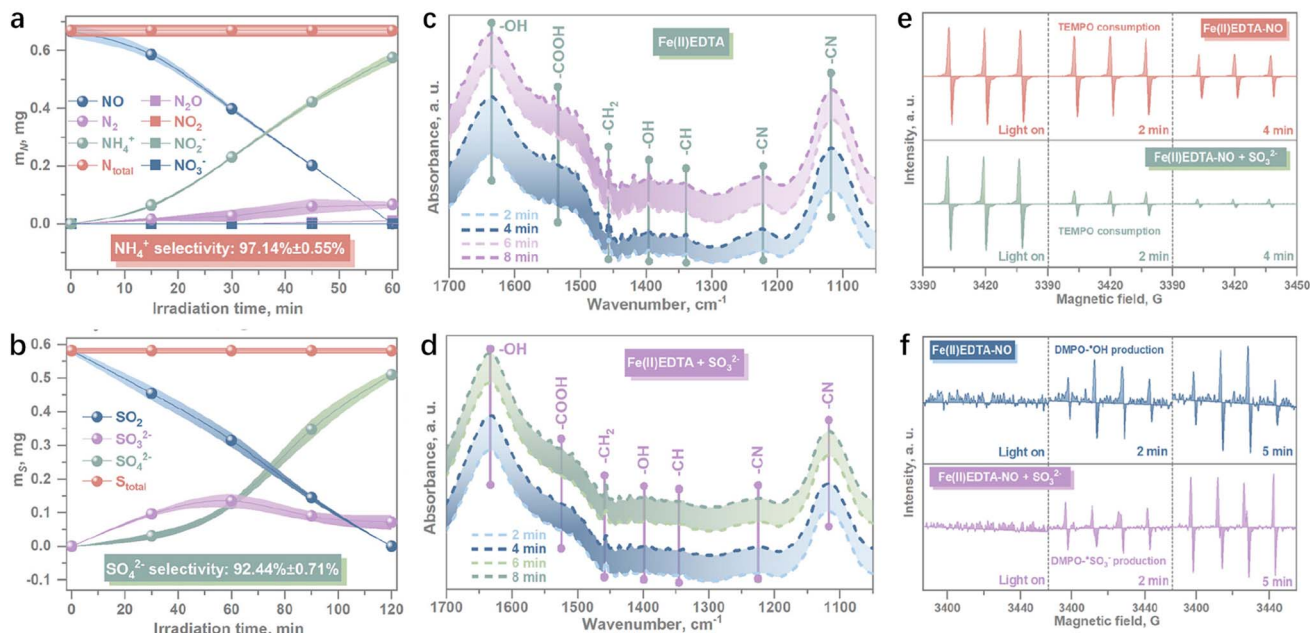 a
0.6
0.4
0.2
0.0
m_N, mg
NO
N₂
NH₄⁺
N_total
N₂O
NO₂
NO₂⁻
NO₃⁻
NH₄⁺ selectivity: 97.14%±0.55%
0 10 20 30 40 50 60
Irradiation time, min
b
0.6
0.5
0.4
0.3
0.2
0.1
0.0
-0.1
m_S, mg
SO₂
SO₃²⁻
SO₄²⁻
S_total
SO₄²⁻ selectivity: 92.44%±0.71%
0 20 40 60 80 100 120
Irradiation time, min
c
-OH
-COOH
-CH₂
-OH
-CH
-CN
-CN
Fe(II)EDTA
Absorbance, a. u.
2 min
4 min
6 min
8 min
1700 1600 1500 1400 1300 1200 1100
Wavenumber, cm⁻¹
d
-OH
-COOH
-CH₂
-OH
-CH
-CN
-CN
Fe(II)EDTA + SO₃²⁻
Absorbance, a. u.
2 min
4 min
6 min
8 min
1700 1600 1500 1400 1300 1200 1100
Wavenumber, cm⁻¹
e
TEMPO consumption
Fe(II)EDTA-NO
Light on
2 min
4 min
Fe(II)EDTA-NO + SO₃²⁻
TEMPO consumption
Light on
2 min
4 min
Intensity, a. u.
3390 3420 3390 3420 3390 3420 3450
Magnetic field, G
f
Fe(II)EDTA-NO
DMPO-•OH production
Light on
2 min
5 min
Fe(II)EDTA-NO + SO₃²⁻
DMPO-•SO₃⁻ production
Light on
2 min
5 min
Intensity, a. u.
3400 3440 3400 3440 3400 3440
Magnetic field, G